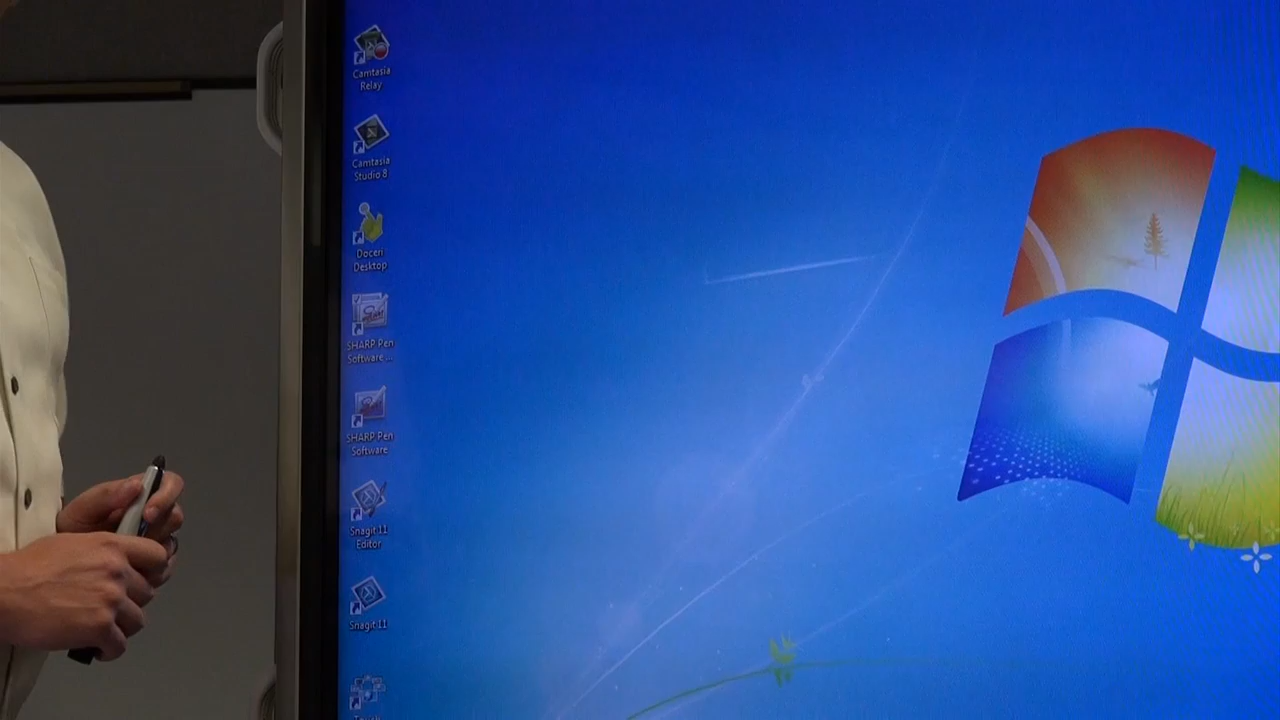 Camtasia
Relay
Camtasia
Studio 8
Doceri
Desktop
SHARP Pen
Software ...
SHARP Pen
Software
Snagit 11
Editor
Snagit 11